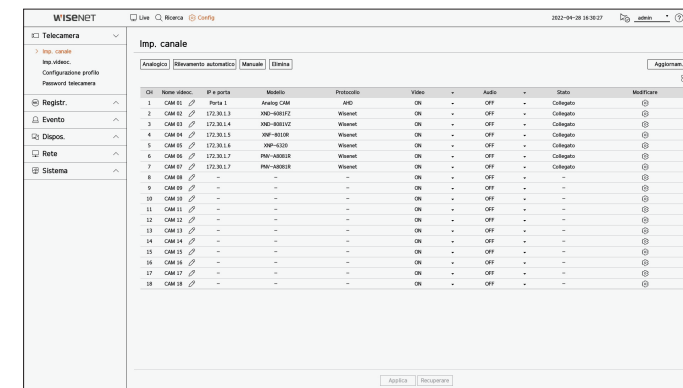 WISENET Live Ricerca Config 2022-04-28 16:30:27 admin
Telecamera
> Imp. canale
Imp.videoc.
Configurazione profilo
Password telecamera
Registr.
Evento
Dispos.
Rete
Sistema
Imp. canale
Analogico Rilevamento automatico Manuale Elimina Aggiornam.
CH Nome videoc. IP e porta Modello Protocollo Video Audio Stato Modificare
1 CAM 01 Porta 1 Analog CAM AHD ON OFF Collegato
2 CAM 02 172.30.1.3 XND-6081FZ Wisenet ON OFF Collegato
3 CAM 03 172.30.1.4 XND-8081VZ Wisenet ON OFF Collegato
4 CAM 04 172.30.1.5 XNF-8010R Wisenet ON OFF Collegato
5 CAM 05 172.30.1.6 XNP-6320 Wisenet ON OFF Collegato
6 CAM 06 172.30.1.7 PNV-A8081R Wisenet ON OFF Collegato
7 CAM 07 172.30.1.7 PNV-A8081R Wisenet ON OFF Collegato
8 CAM 08 - - - ON OFF -
9 CAM 09 - - - ON OFF -
10 CAM 10 - - - ON OFF -
11 CAM 11 - - - ON OFF -
12 CAM 12 - - - ON OFF -
13 CAM 13 - - - ON OFF -
14 CAM 14 - - - ON OFF -
15 CAM 15 - - - ON OFF -
16 CAM 16 - - - ON OFF -
17 CAM 17 - - - ON OFF -
18 CAM 18 - - - ON OFF -
Applica Recuperare